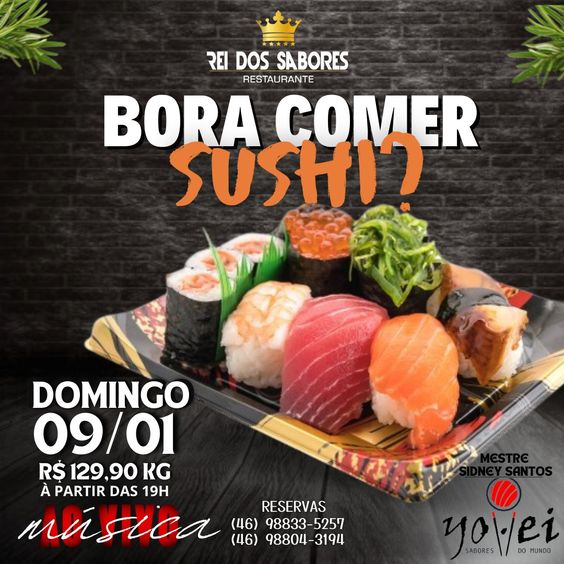 REI DOS SABORES
RESTAURANTE
BORA COMER
SUSHI?
DOMINGO
09/01
R$ 129,90 KG
À PARTIR DAS 19H
música
AO VIVO
RESERVAS
(46) 98833-5257
(46) 98804-3194
MESTRE
SIDNEY SANTOS
yohei
SABORES DO MUNDO